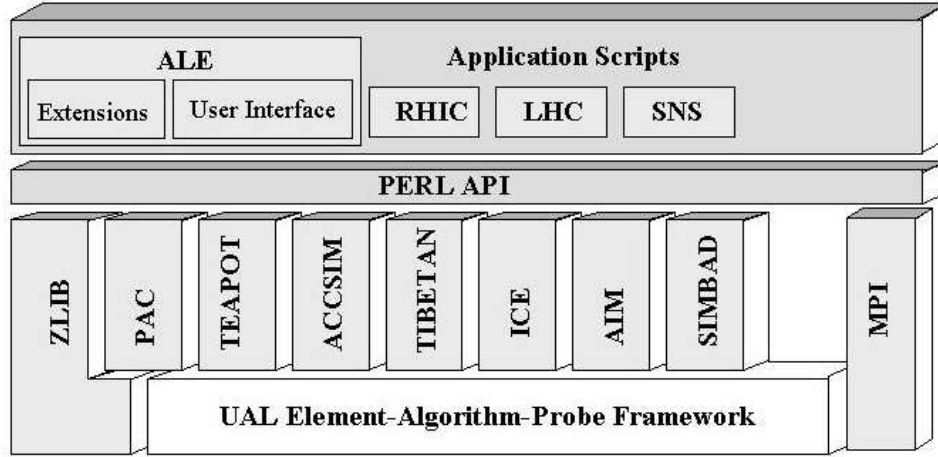 ALE
Application Scripts
Extensions
User Interface
RHIC
LHC
SNS
PERL API
ZLIB
PAC
TEAPOT
ACCSIM
TIBETAN
ICE
AIM
SIMBAD
MPI
UAL Element-Algorithm-Probe Framework